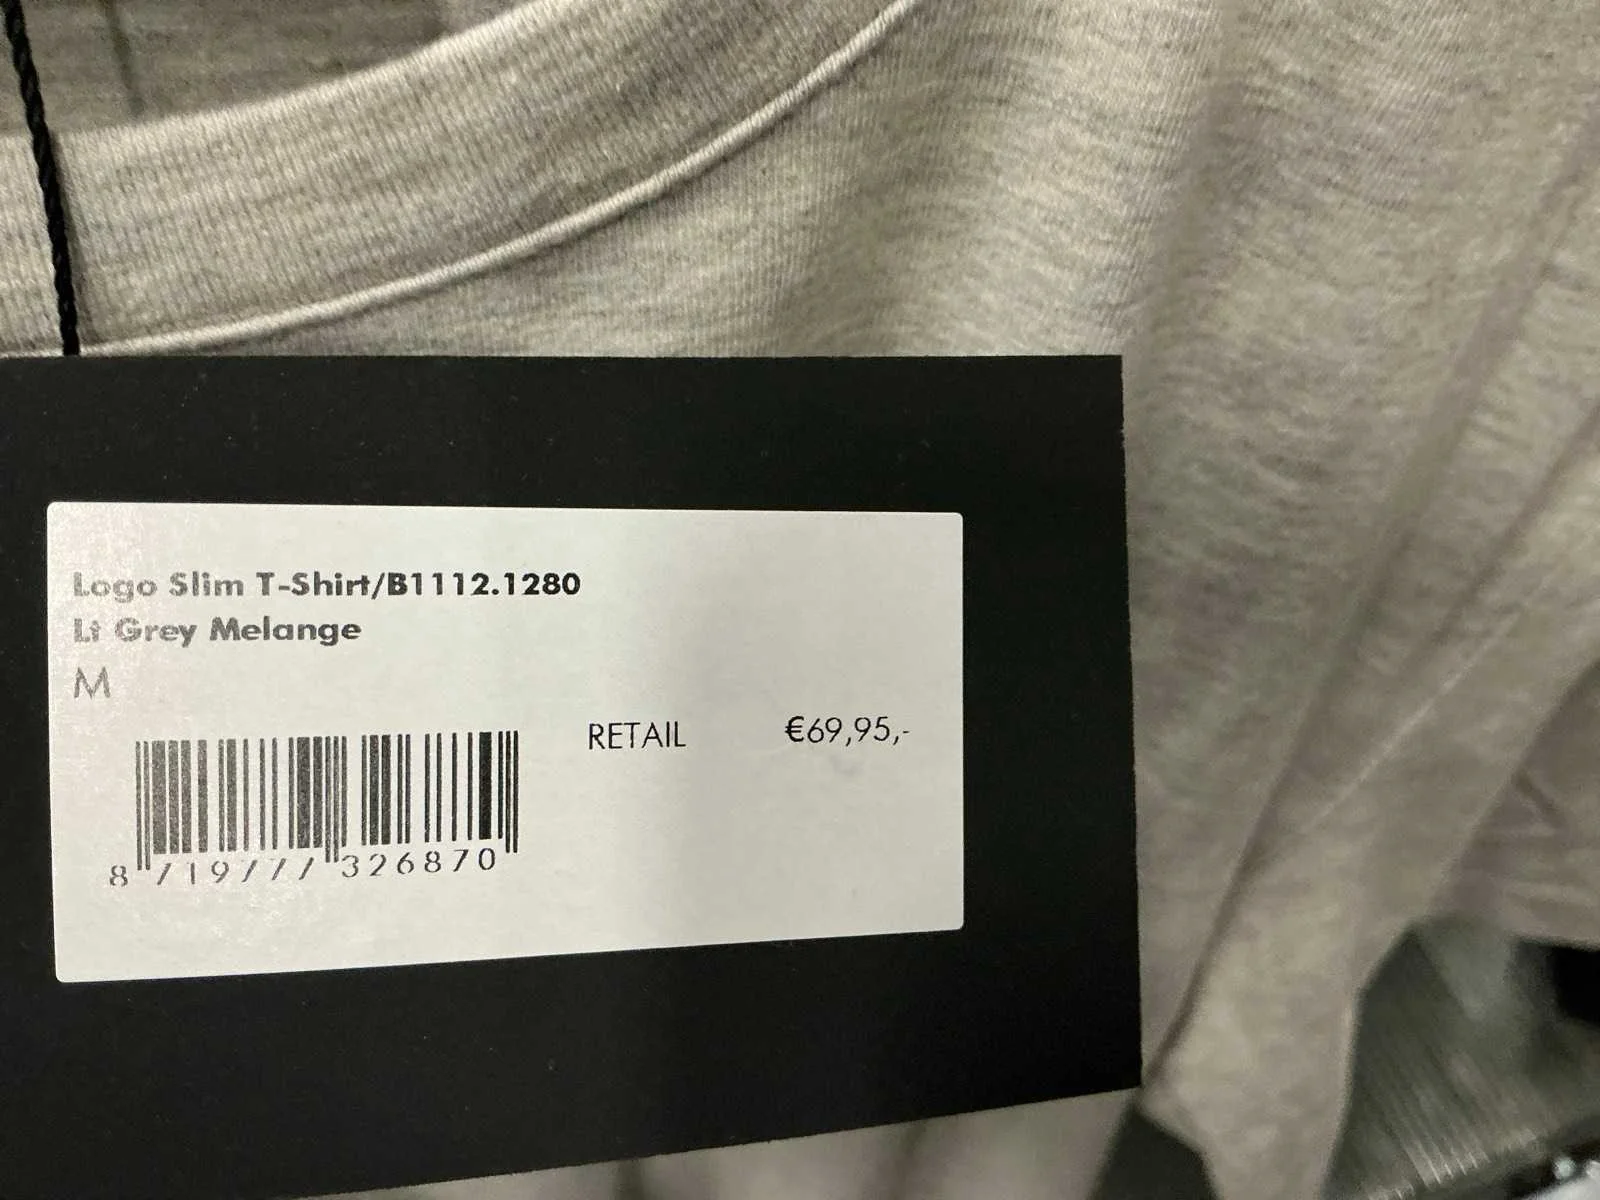 Logo Slim T-Shirt/B1112.1280
Lt Grey Melange
M
RETAIL €69,95,-
8 719777 326870